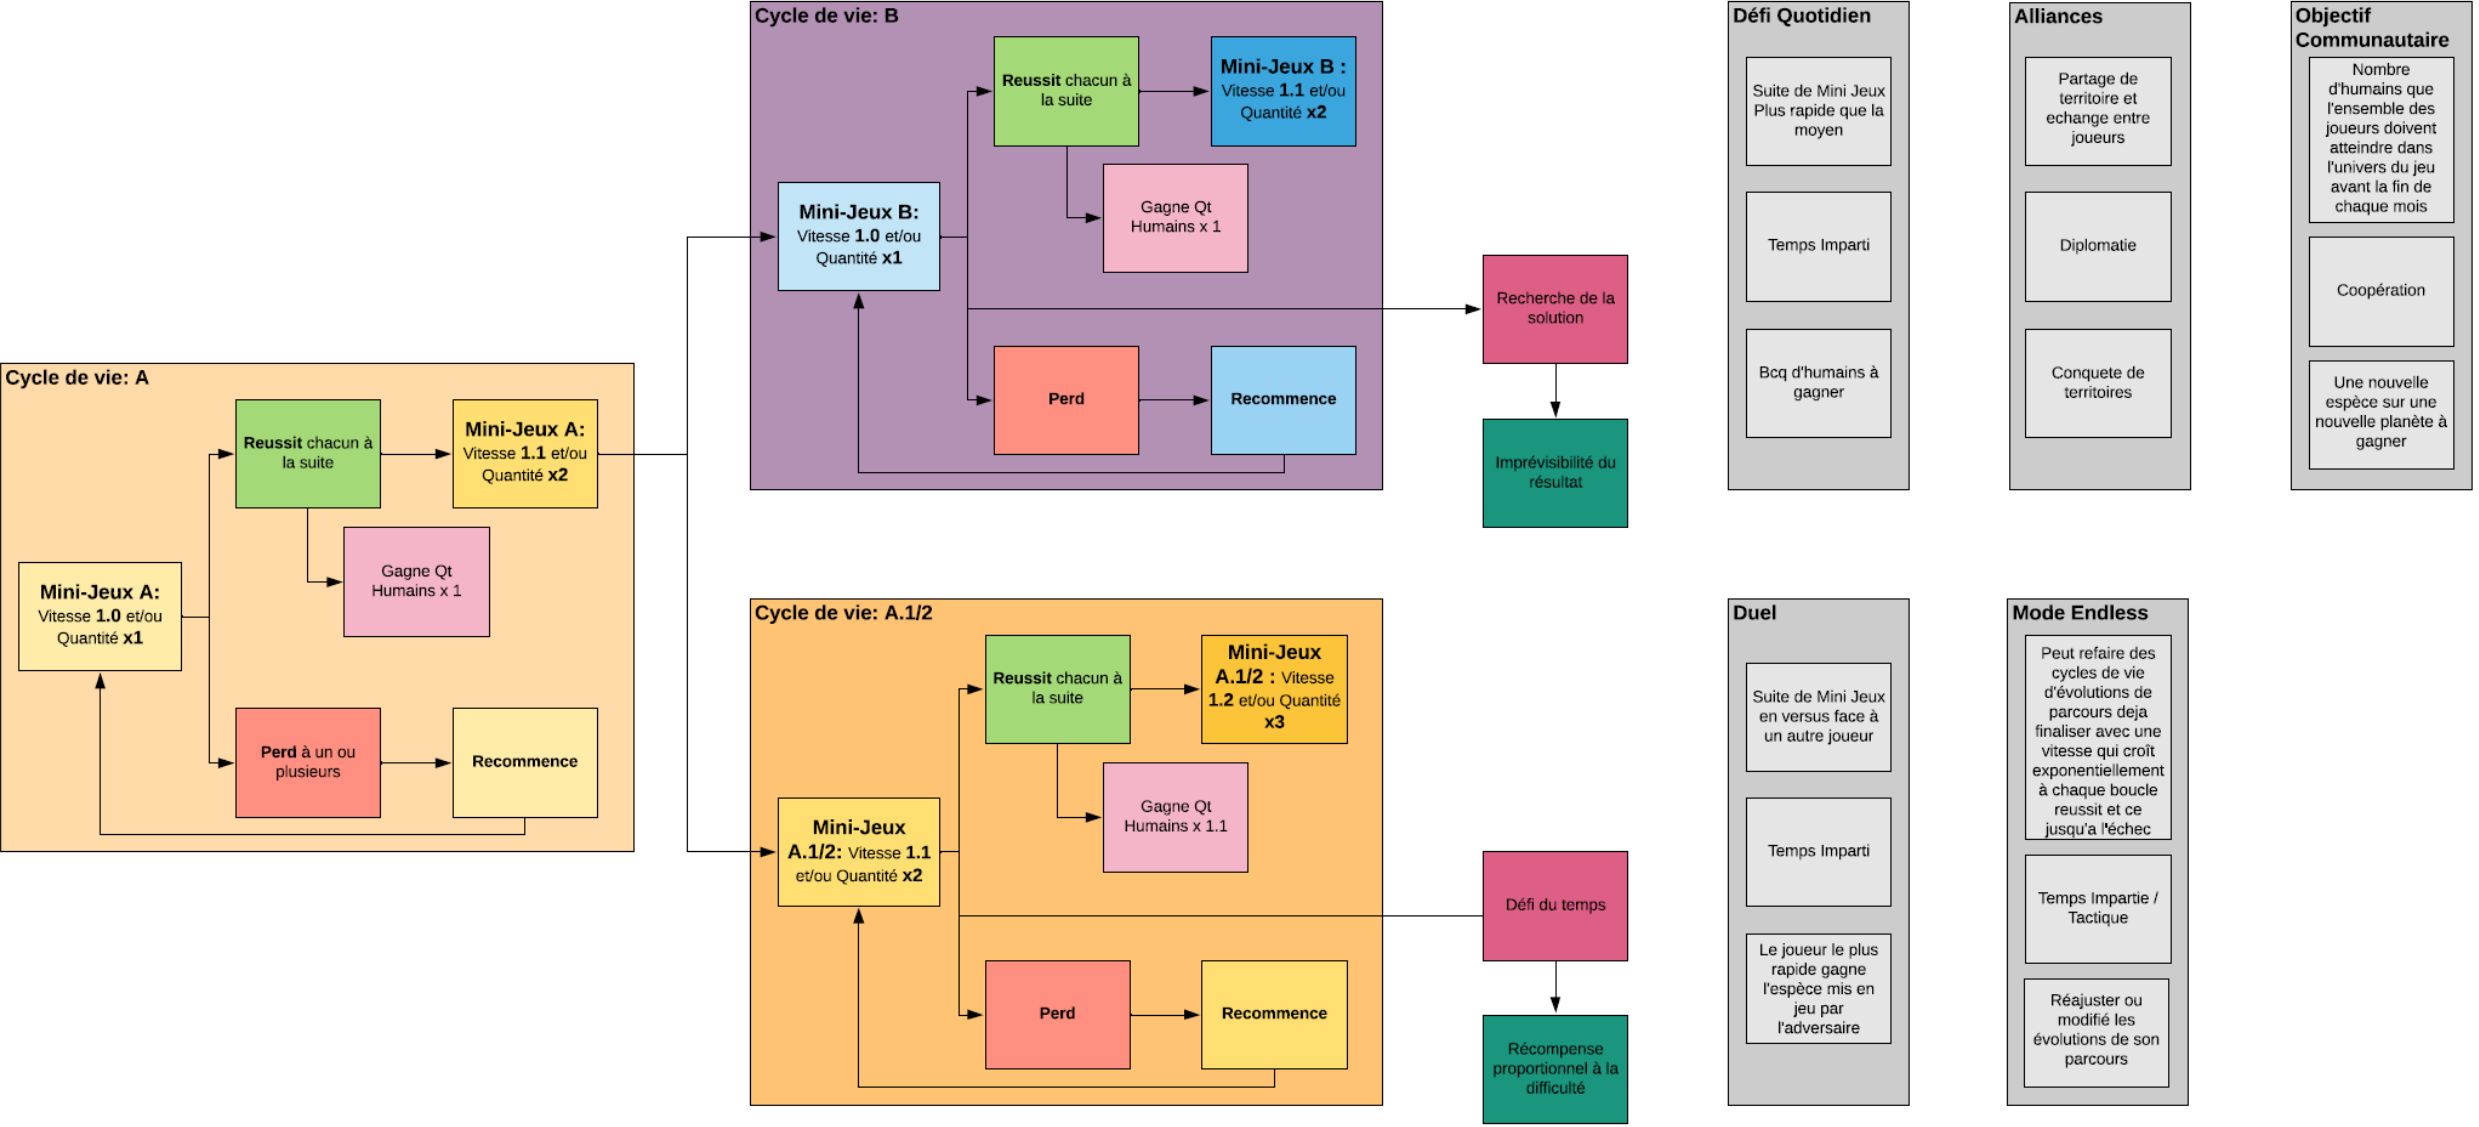 Cycle de vie: A
Mini-Jeux A:
Vitesse 1.0 et/ou
Quantité x1
Reussit chacun à
la suite
Mini-Jeux A:
Vitesse 1.1 et/ou
Quantité x2
Gagne Qt
Humains x 1
Perd à un ou
plusieurs
Recommence
Cycle de vie: B
Mini-Jeux B:
Vitesse 1.0 et/ou
Quantité x1
Reussit chacun à
la suite
Mini-Jeux B :
Vitesse 1.1 et/ou
Quantité x2
Gagne Qt
Humains x 1
Perd
Recommence
Recherche de la
solution
Imprévisibilité du
résultat
Cycle de vie: A.1/2
Mini-Jeux
A.1/2: Vitesse 1.1
et/ou Quantité x2
Reussit chacun à
la suite
Mini-Jeux
A.1/2 : Vitesse
1.2 et/ou Quantité
x3
Gagne Qt
Humains x 1.1
Perd
Recommence
Défi du temps
Récompense
proportionnel à la
difficulté
Défi Quotidien
Suite de Mini Jeux
Plus rapide que la
moyen
Temps Imparti
Bcq d'humains à
gagner
Alliances
Partage de
territoire et
echange entre
joueurs
Diplomatie
Conquete de
territoires
Objectif
Communautaire
Nombre
d'humains que
l'ensemble des
joueurs doivent
atteindre dans
l'univers du jeu
avant la fin de
chaque mois
Coopération
Une nouvelle
espèce sur une
nouvelle planète à
gagner
Duel
Suite de Mini Jeux
en versus face à
un autre joueur
Temps Imparti
Le joueur le plus
rapide gagne
l'espèce mis en
jeu par
l'adversaire
Mode Endless
Peut refaire des
cycles de vie
d'évolutions de
parcours deja
finaliser avec une
vitesse qui croît
exponentiellement
à chaque boucle
reussit et ce
jusqu'a l'échec
Temps Impartie /
Tactique
Réajuster ou
modifié les
évolutions de son
parcours